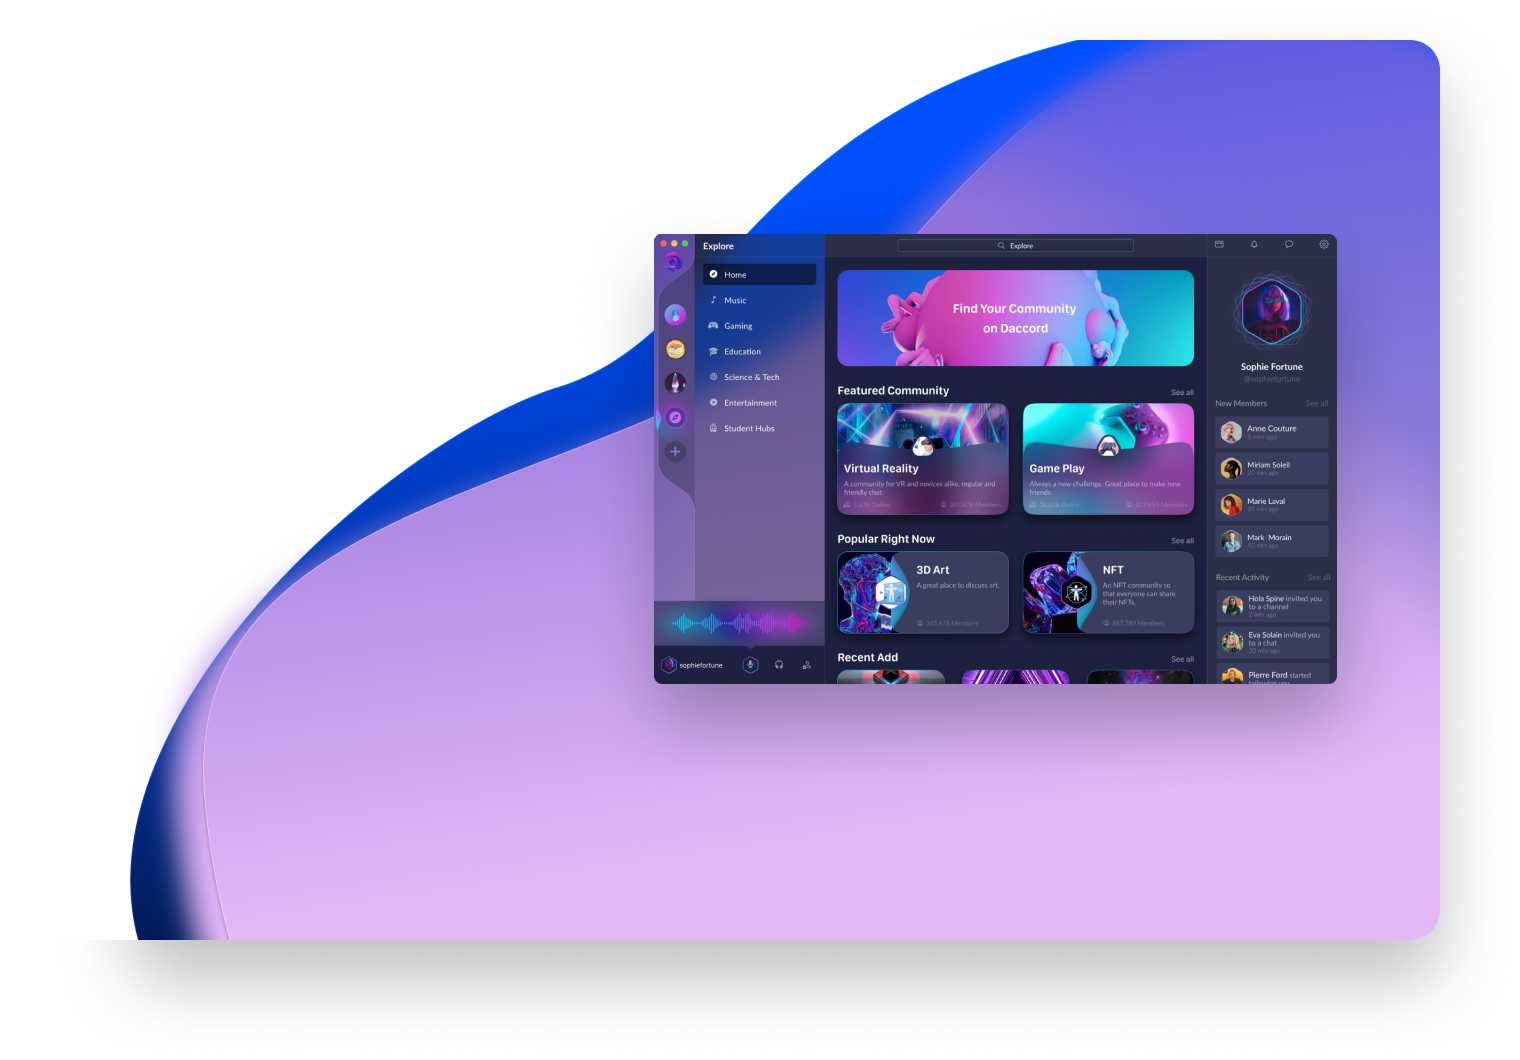 Explore
Home
Music
Gaming
Education
Science & Tech
Entertainment
Student Hubs
sophiefortune
Explore
Find Your Community
on Daccord
Featured Community
See all
Virtual Reality
A community for VR and novices alike, regular and
friendly chat.
5,678 Online
345,678 Members
Game Play
Always a new challenge. Great place to make new
friends.
28,628 Online
527,955 Members
Popular Right Now
See all
3D Art
A great place to discuss art.
345,678 Members
NFT
An NFT community so
that everyone can share
their NFTs.
887,789 Members
Recent Add
See all
Sophie Fortune
@sophiefortune
New Members
See all
Anne Couture
5 min ago
Miriam Soleil
20 min ago
Marie Laval
35 min ago
Mark Morain
40 min ago
Recent Activity
See all
Hola Spine invited you
to a channel
2 min ago
Eva Solain invited you
to a chat
20 min ago
Pierre Ford started
following you